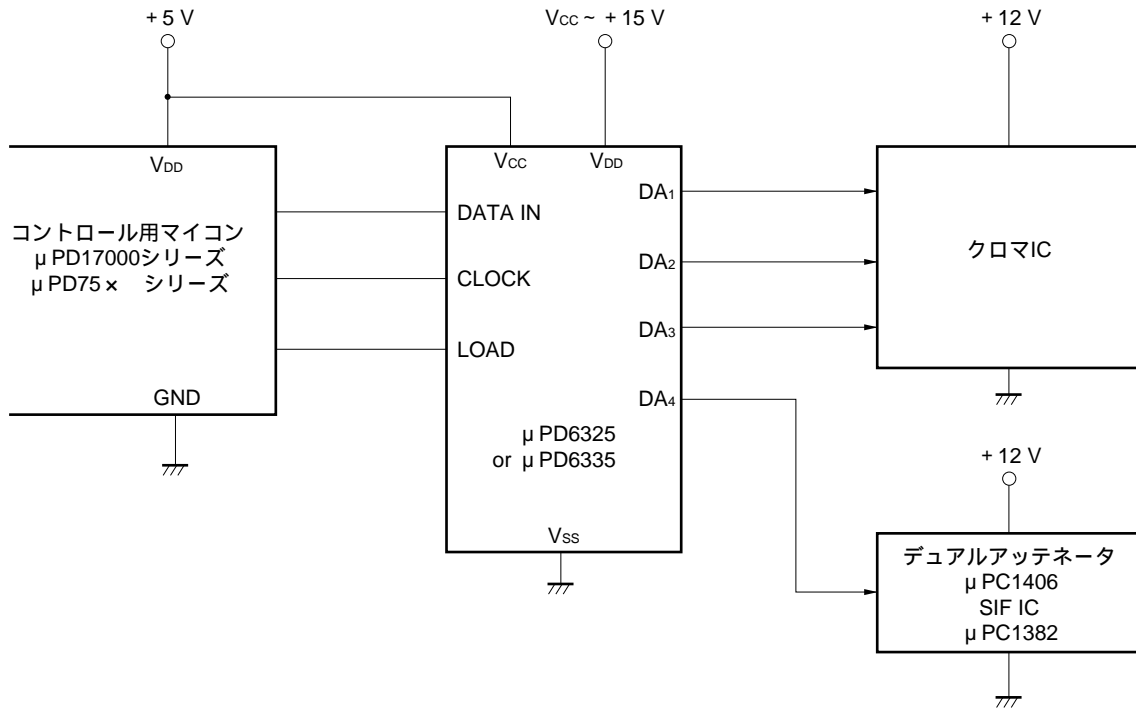 + 5 V
VCC ~ + 15 V
+ 12 V
VDD
コントロール用マイコン
μ PD17000シリーズ
μ PD75 × シリーズ
GND
VCC
VDD
DATA IN
CLOCK
LOAD
DA1
DA2
DA3
DA4
μ PD6325
or μ PD6335
VSS
クロマIC
+ 12 V
デュアルアッテネータ
μ PC1406
SIF IC
μ PC1382